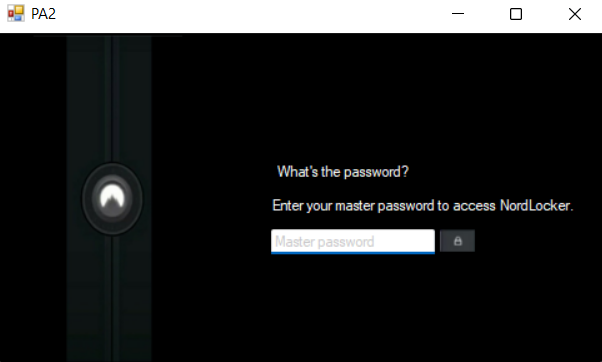 PA2
What's the password?
Enter your master password to access NordLocker.
Master password